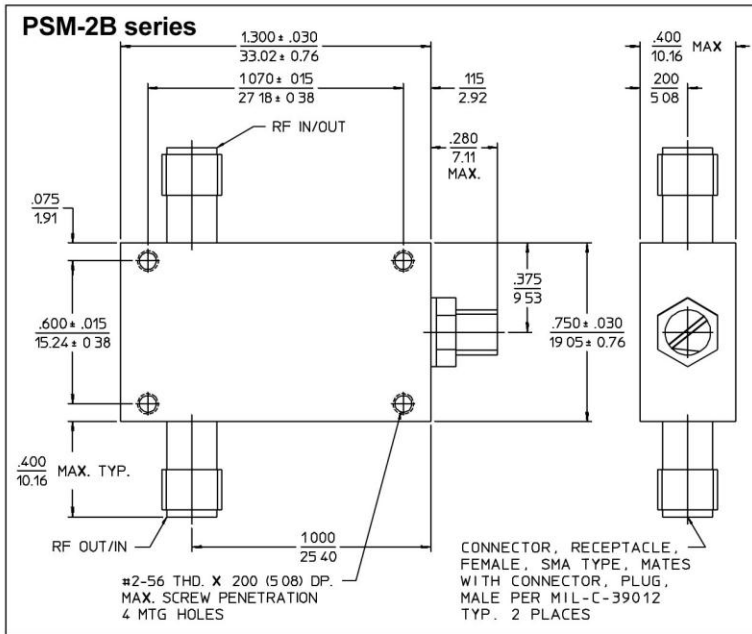 PSM-2B series
1.300 ± .030
33.02 ± 0.76
.400 MAX
10.16
1070 ± 015
27 18 ± 0 38
115
2.92
200
5 08
RF IN/OUT
.280
7.11
MAX.
.075
1.91
.375
9 53
.600 ± .015
15.24 ± 0 38
.750 ± .030
19 05 ± 0.76
.400 MAX. TYP.
10.16
RF OUT/IN
1000
25 40
#2-56 THD. X 200 (5 08) DP.
MAX. SCREW PENETRATION
4 MTG HOLES
CONNECTOR, RECEPTACLE,
FEMALE, SMA TYPE, MATES
WITH CONNECTOR, PLUG,
MALE PER MIL-C-39012
TYP. 2 PLACES